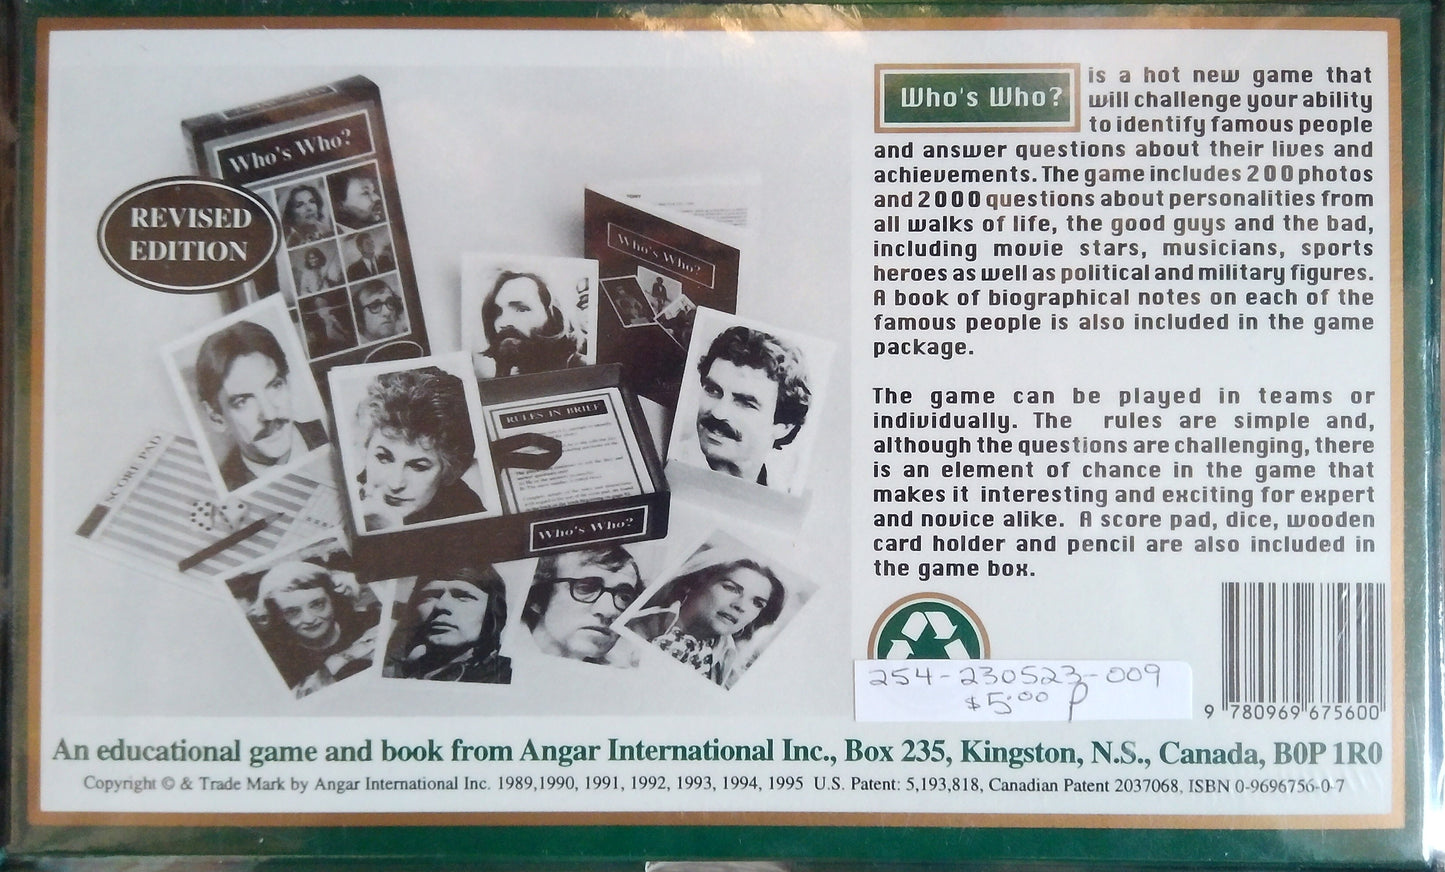 Who's Who?
REVISED
EDITION
TOMY
Who's Who?
SCORE PAD
RULES IN BRIEF
Who's Who?
Who's Who?
is a hot new game that
will challenge your ability
to identify famous people
and answer questions about their lives and
achievements. The game includes 200 photos
and 2000 questions about personalities from
all walks of life, the good guys and the bad,
including movie stars, musicians, sports
heroes as well as political and military figures.
A book of biographical notes on each of the
famous people is also included in the game
package.
The game can be played in teams or
individually. The rules are simple and,
although the questions are challenging, there
is an element of chance in the game that
makes it interesting and exciting for expert
and novice alike. A score pad, dice, wooden
card holder and pencil are also included in
the game box.
254-230523-009
$5.00 P
9 780969 675600
An educational game and book from Angar International Inc., Box 235, Kingston, N.S., Canada, B0P 1R0
Copyright © & Trade Mark by Angar International Inc. 1989,1990, 1991, 1992, 1993, 1994, 1995 U.S. Patent: 5,193,818, Canadian Patent 2037068, ISBN 0-9696756-0-7